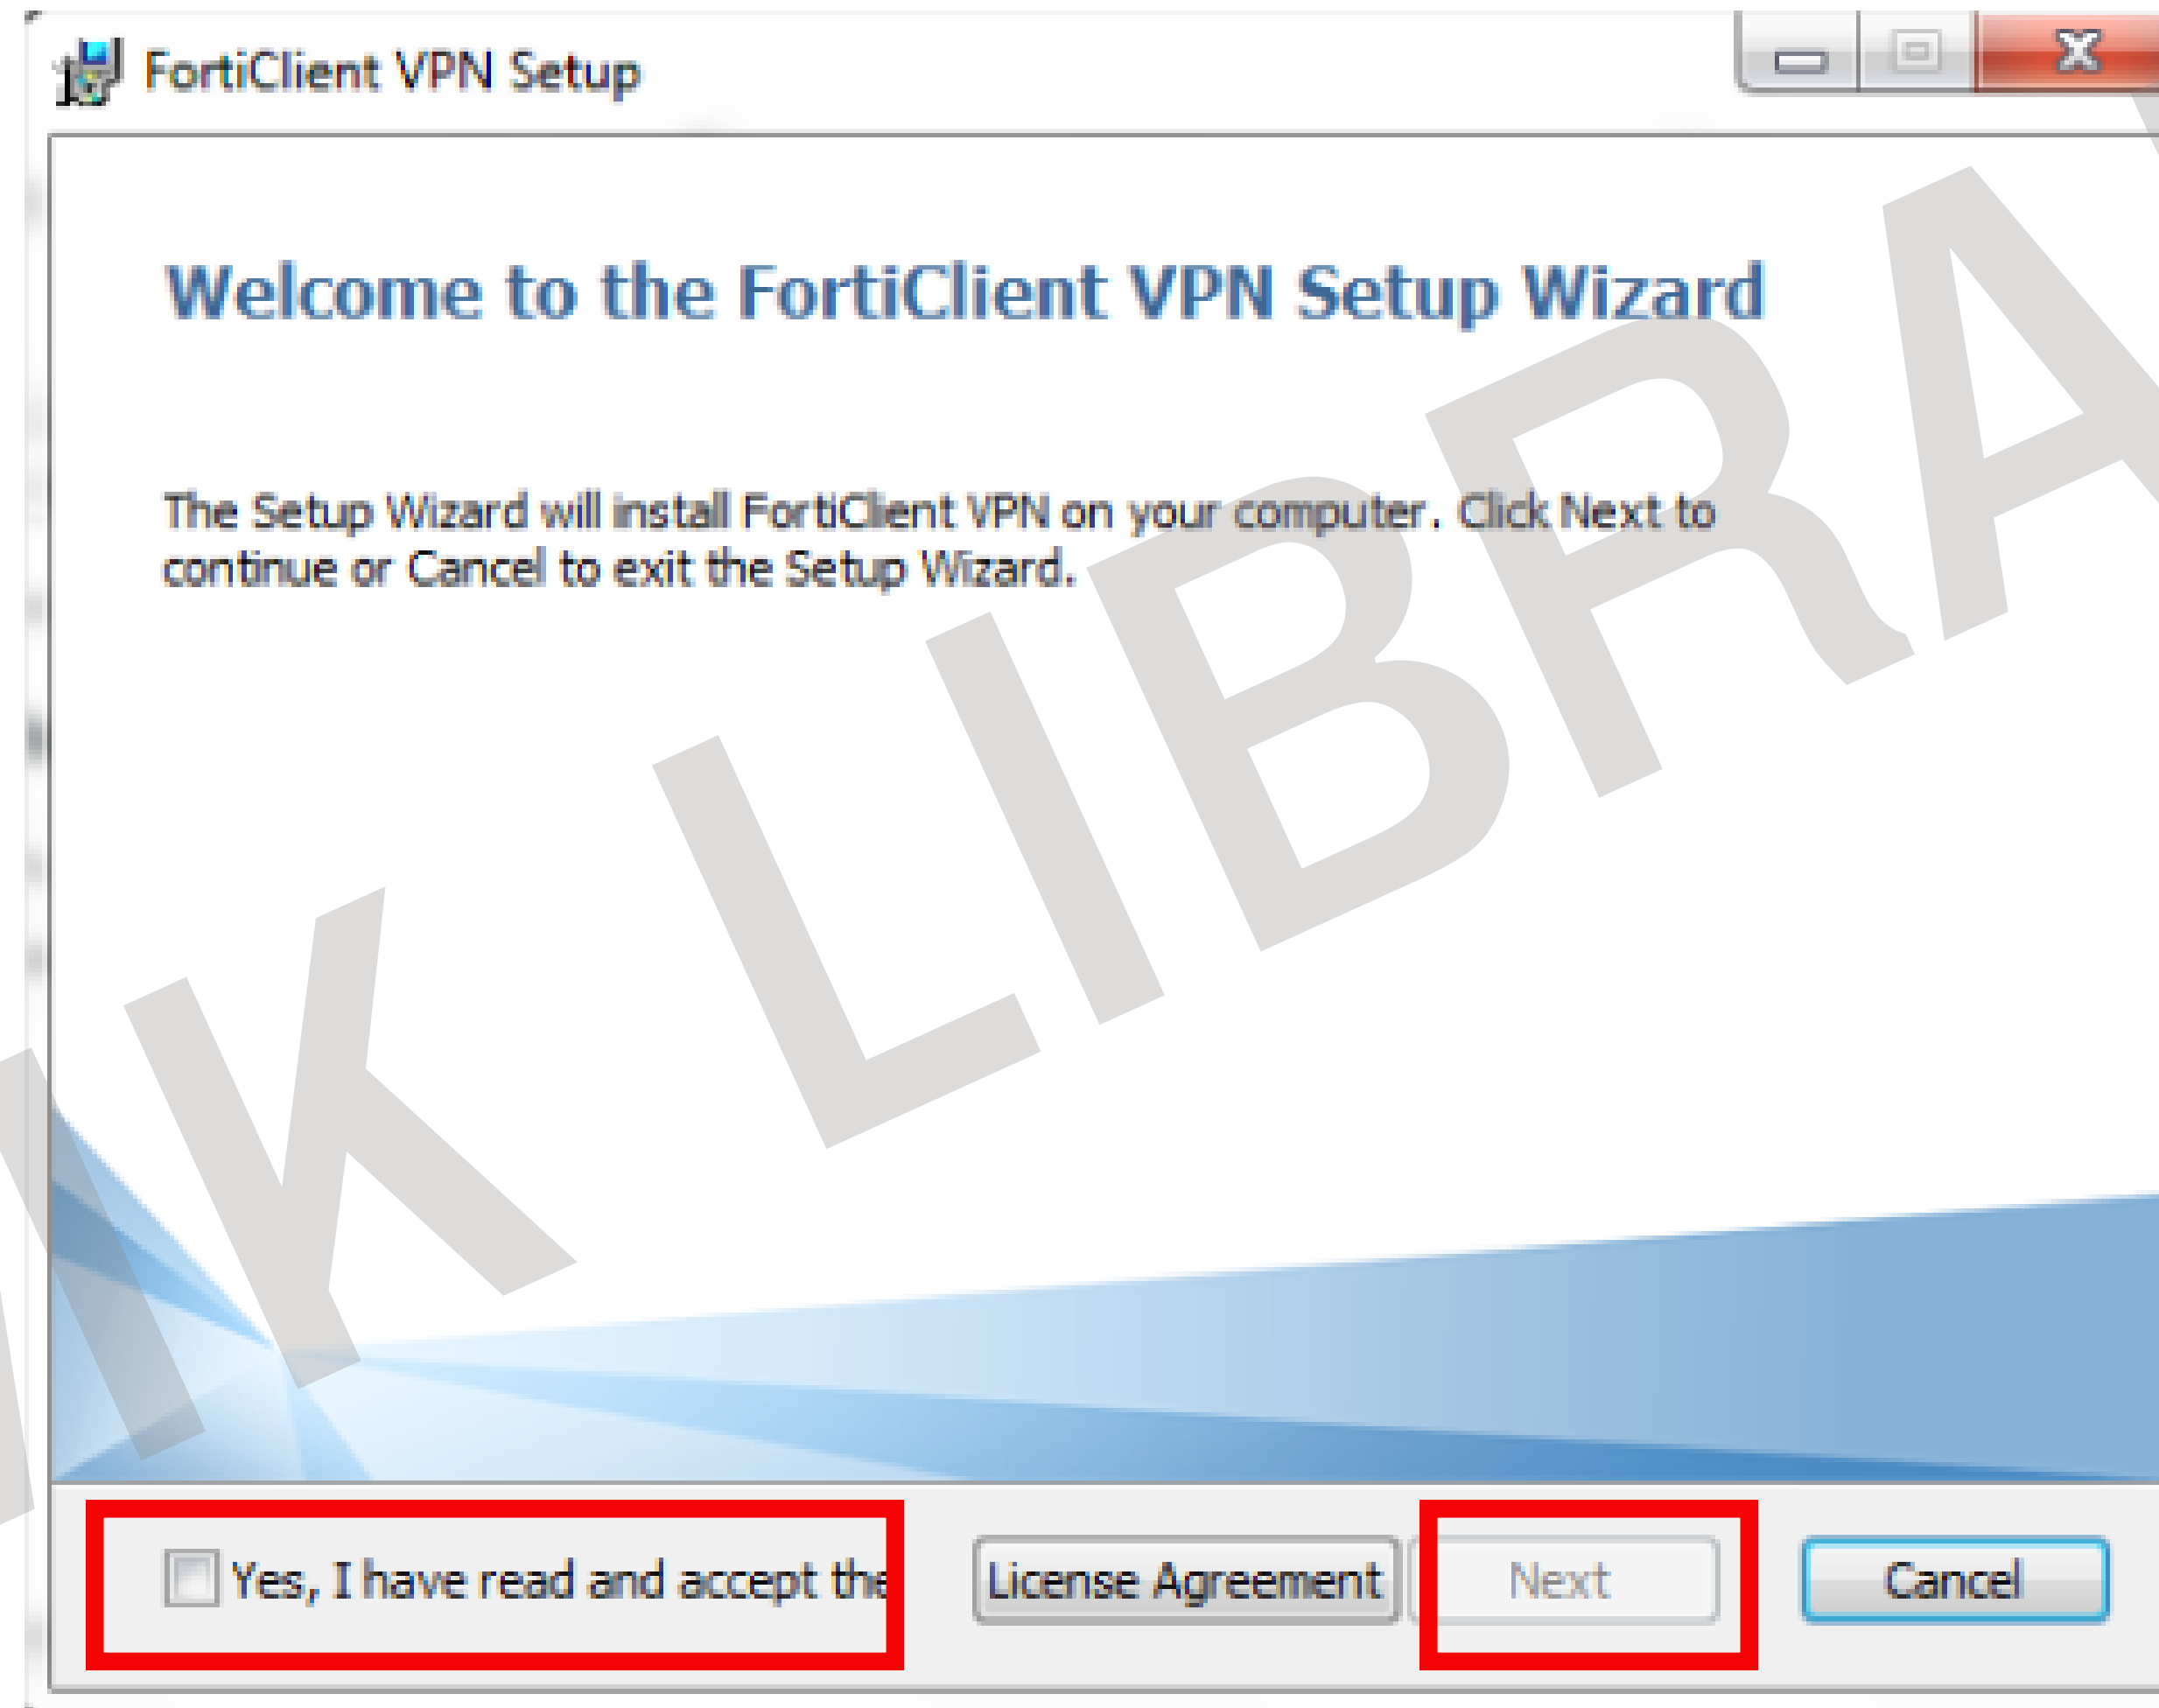 FortiClient VPN Setup
Welcome to the FortiClient VPN Setup Wizard
The Setup Wizard will install FortiClient VPN on your computer. Click Next to
continue or Cancel to exit the Setup Wizard.
K LIBRA
Yes, I have read and accept the License Agreement Next Cancel